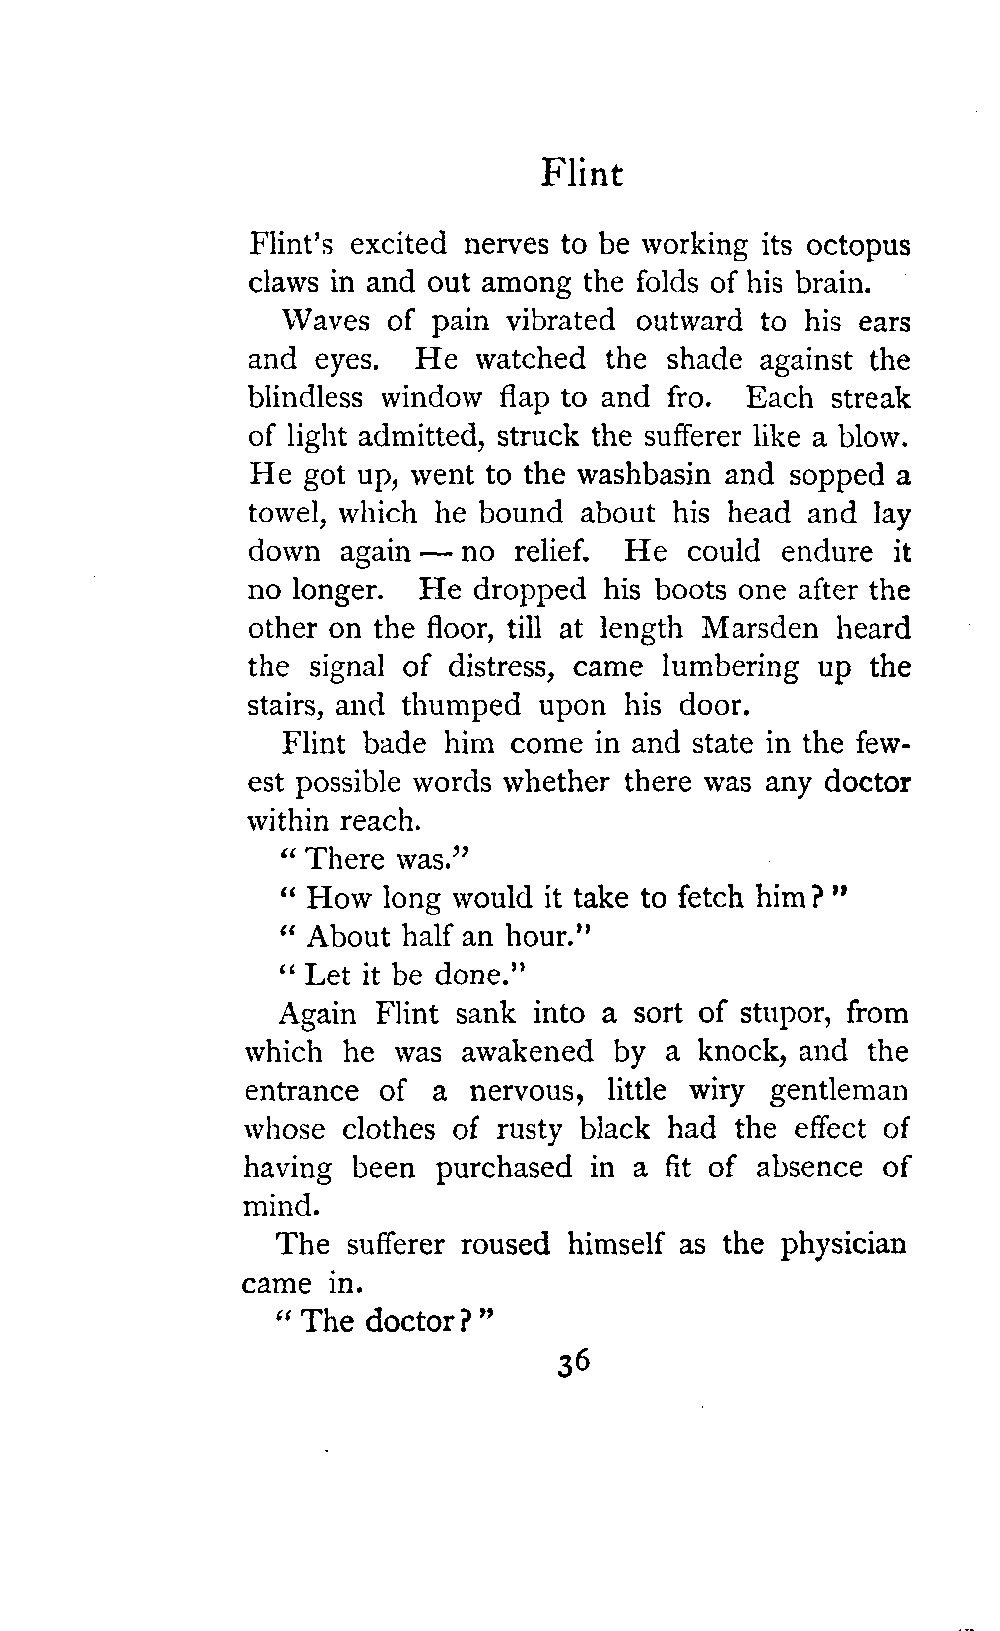 Flint
Flint's excited nerves to be working its octopus
claws in and out among the folds of his brain.
Waves of pain vibrated outward to his ears
and eyes. He watched the shade against the
blindless window flap to and fro. Each streak
of light admitted, struck the sufferer like a blow.
He got up, went to the washbasin and sopped a
towel, which he bound about his head and lay
down again — no relief. He could endure it
no longer. He dropped his boots one after the
other on the floor, till at length Marsden heard
the signal of distress, came lumbering up the
stairs, and thumped upon his door.
Flint bade him come in and state in the few-
est possible words whether there was any doctor
within reach.
“ There was.”
“ How long would it take to fetch him? ”
“ About half an hour.”
“ Let it be done.”
Again Flint sank into a sort of stupor, from
which he was awakened by a knock, and the
entrance of a nervous, little wiry gentleman
whose clothes of rusty black had the effect of
having been purchased in a fit of absence of
mind.
The sufferer roused himself as the physician
came in.
“ The doctor? ”
36